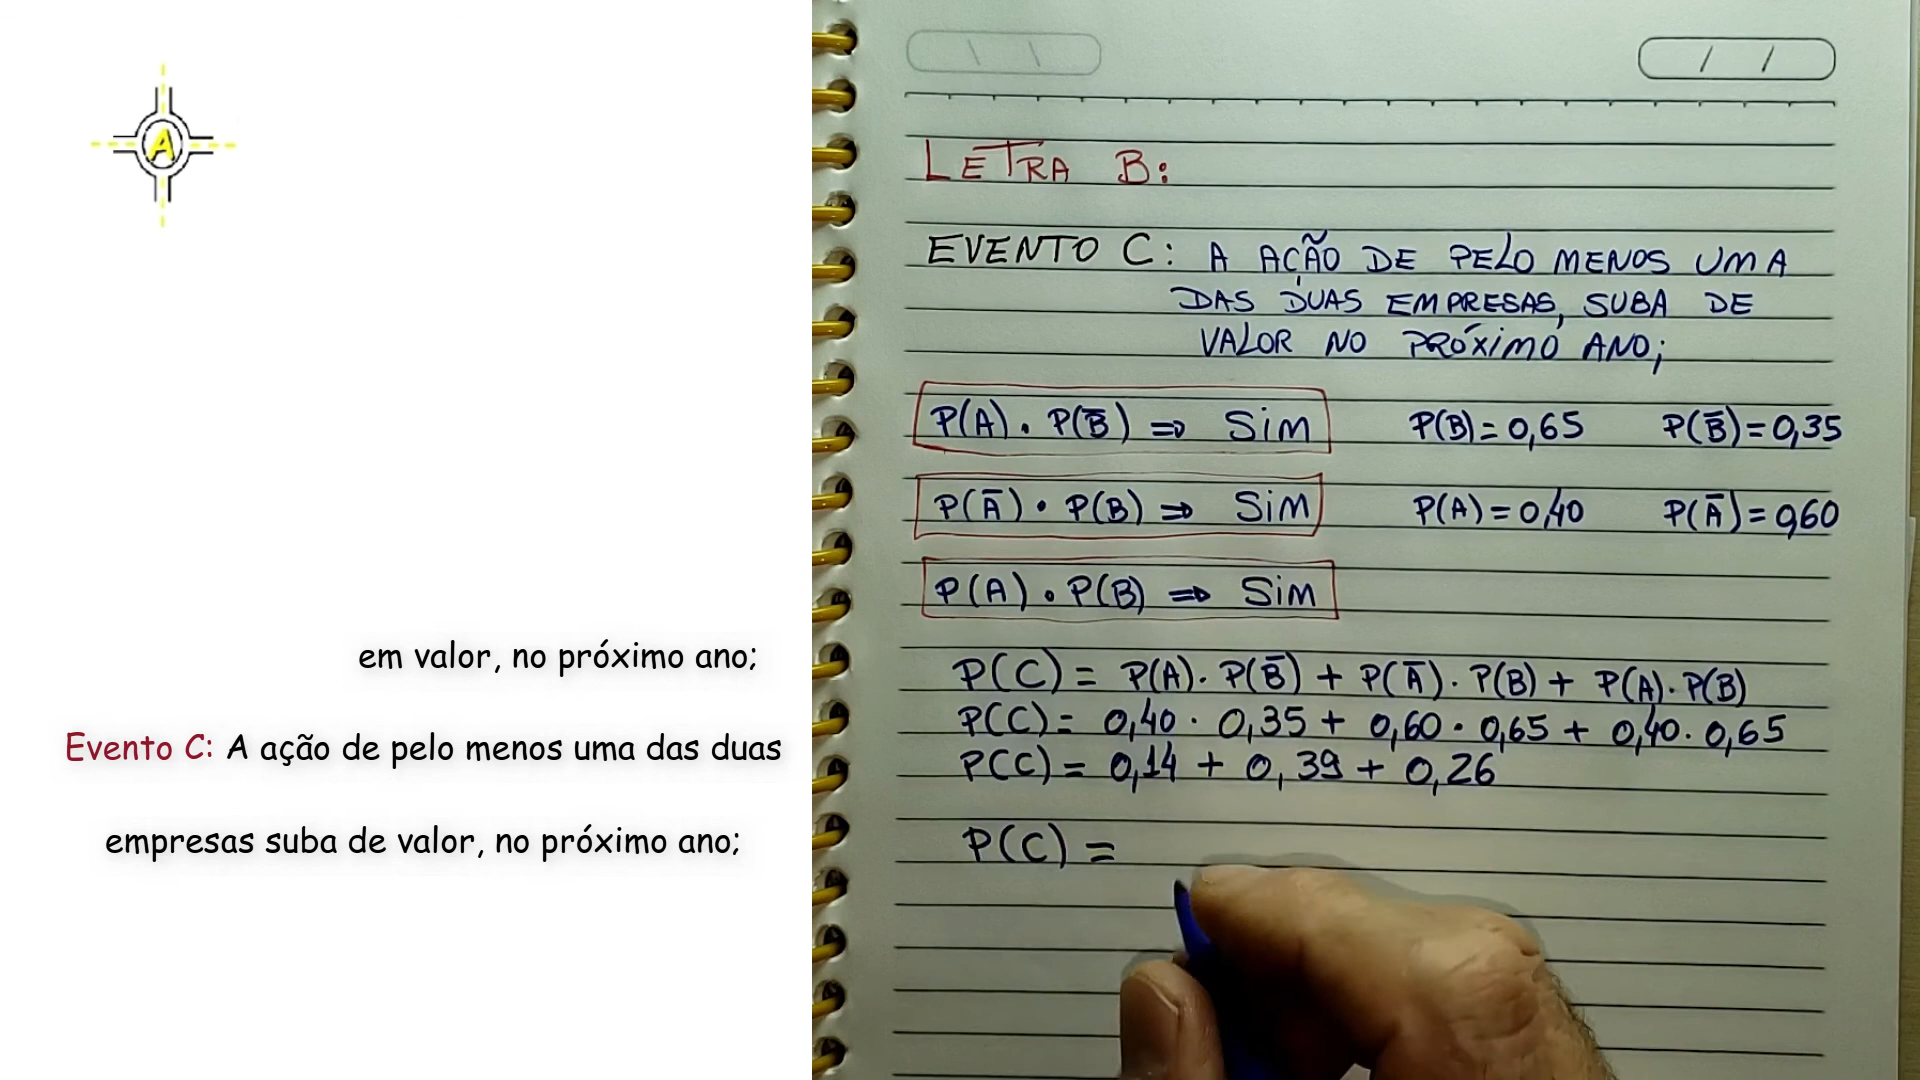 A
em valor, no próximo ano;
Evento C: A ação de pelo menos uma das duas
empresas suba de valor, no próximo ano;
LETRA B:
EVENTO C: A AÇÃO DE PELO MENOS UMA
DAS DUAS EMPRESAS, SUBA DE
VALOR NO PRÓXIMO ANO;
P(A) . P(B̅) ⇒ Sim P(B) = 0,65 P(B̅) = 0,35
P(A̅) . P(B) ⇒ Sim P(A) = 0,40 P(A̅) = 0,60
P(A) . P(B) ⇒ Sim
P(C) = P(A) . P(B̅) + P(A̅) . P(B) + P(A) . P(B)
P(C) = 0,40 . 0,35 + 0,60 . 0,65 + 0,40 . 0,65
P(C) = 0,14 + 0,39 + 0,26
P(C) =